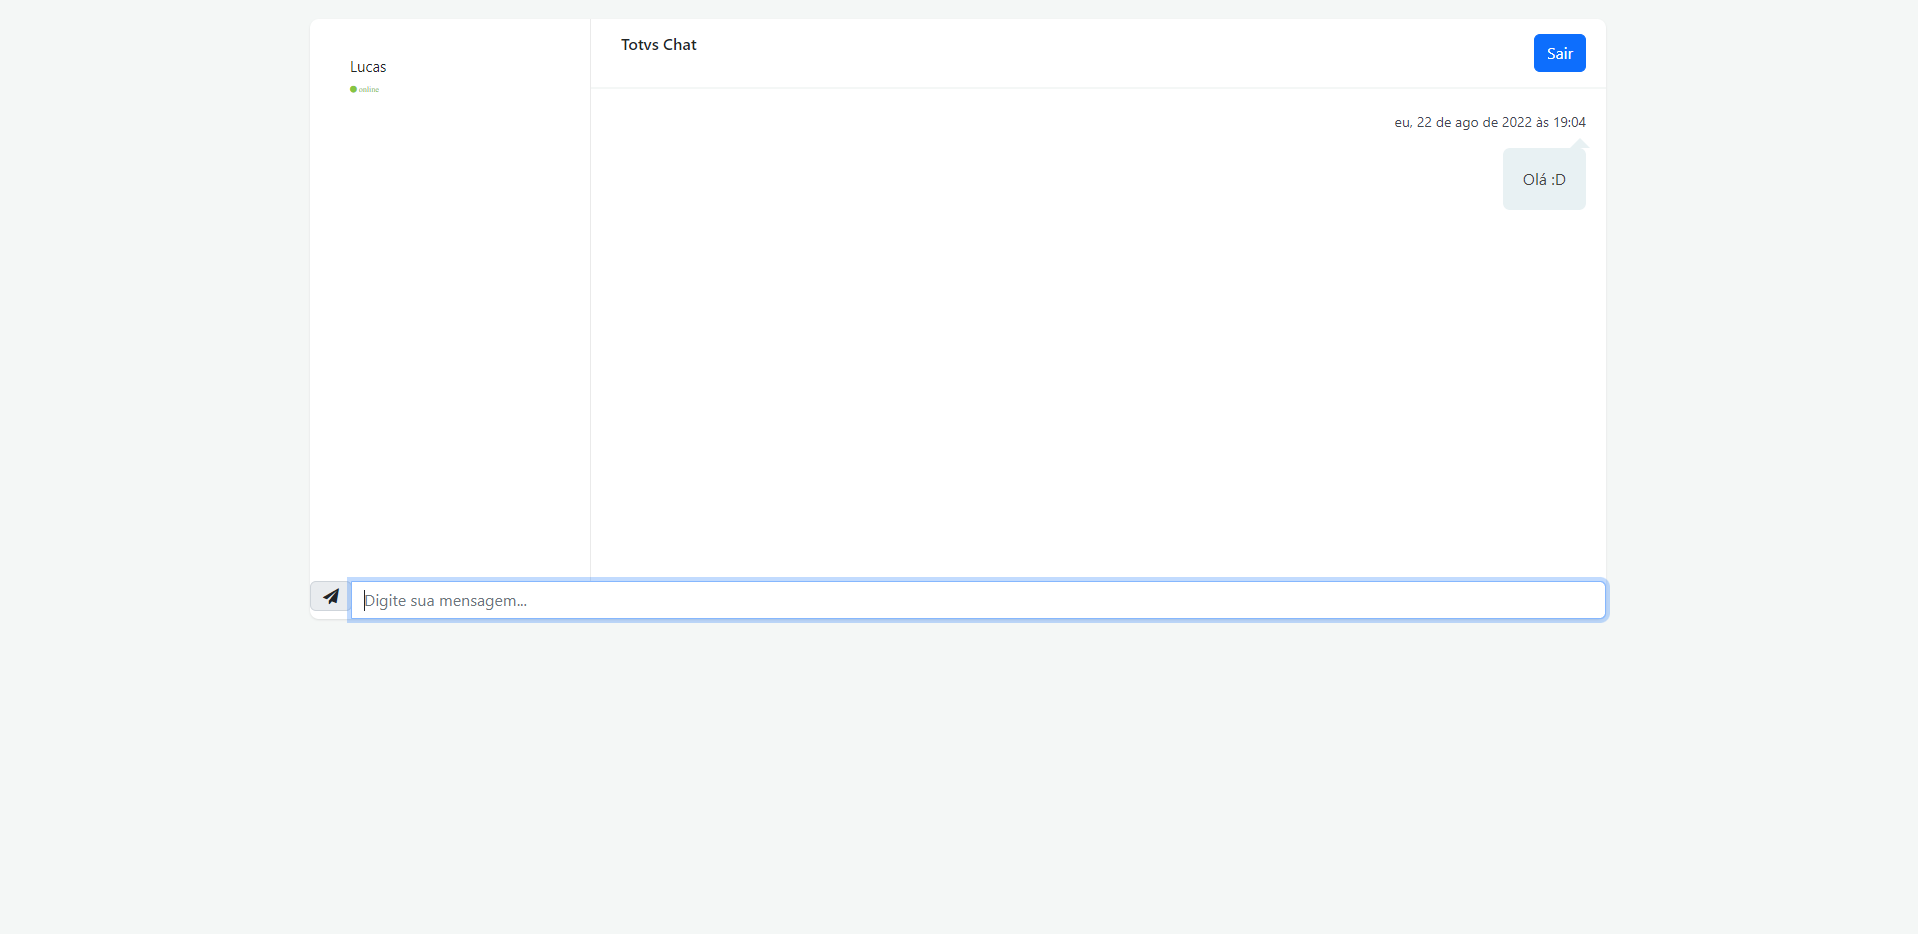 Lucas
online
Totvs Chat
Sair
eu, 22 de ago de 2022 às 19:04
Olá :D
Digite sua mensagem...